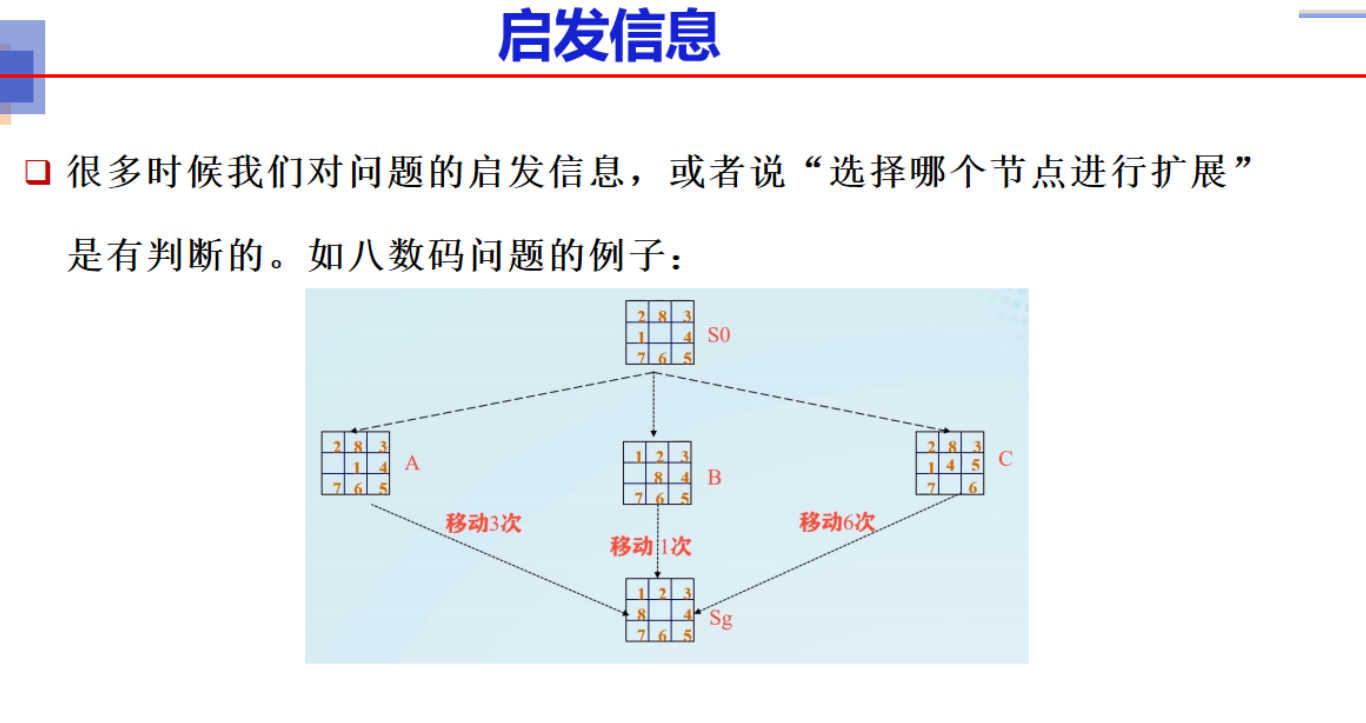 启发信息
很多时候我们对问题的启发信息，或者说“选择哪个节点进行扩展”
是有判断的。如八数码问题的例子：
2 8 3
1 4 S0
7 6 5
2 8 3
1 4 A
7 6 5
1 2 3
8 4 B
7 6 5
2 8 3
1 4 5 C
7 6
移动3次
移动1次
移动6次
1 2 3
8 4 Sg
7 6 5